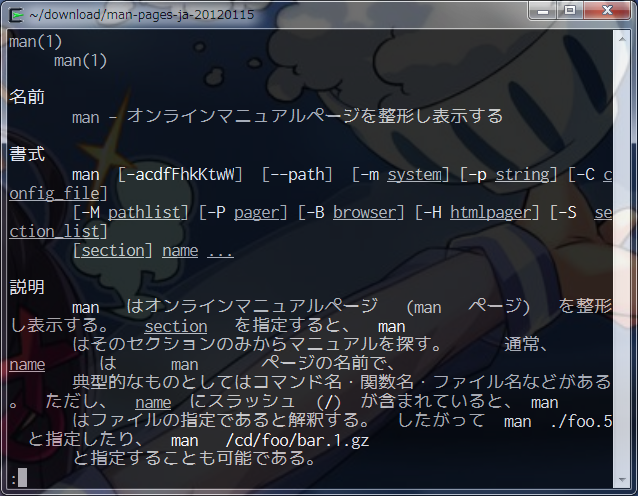 ~/download/man-pages-ja-20120115
man(1)
man(1)
名前
man - オンラインマニュアルページを整形し表示する
書式
man [-acdfFhkKtwW] [--path] [-m system] [-p string] [-C c
onfig_file]
[-M pathlist] [-P pager] [-B browser] [-H htmlpager] [-S se
ction_list]
[section] name ...
説明
man はオンラインマニュアルページ (man ページ) を整形
し表示する。 section を指定すると、 man
はそのセクションのみからマニュアルを探す。 通常、
name は man ページの名前で、
典型的なものとしてはコマンド名・関数名・ファイル名などがある
。 ただし、 name にスラッシュ (/) が含まれていると、 man
はファイルの指定であると解釈する。 したがって man ./foo.5
と指定したり、 man /cd/foo/bar.1.gz
と指定することも可能である。
: